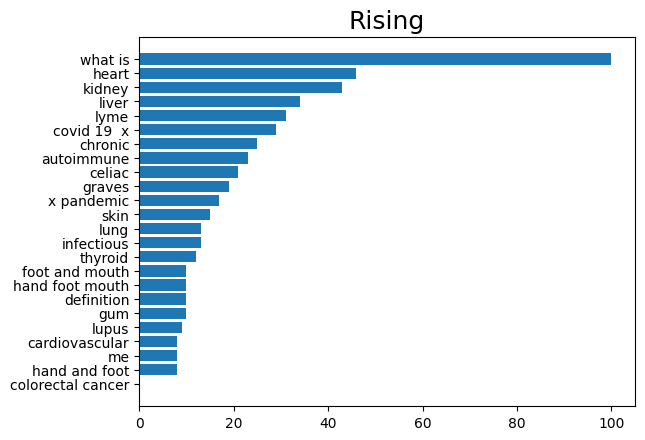 Rising
what is
heart
kidney
liver
lyme
covid 19  x
chronic
autoimmune
celiac
graves
x pandemic
skin
lung
infectious
thyroid
foot and mouth
hand foot mouth
definition
gum
lupus
cardiovascular
me
hand and foot
colorectal cancer
0 20 40 60 80 100